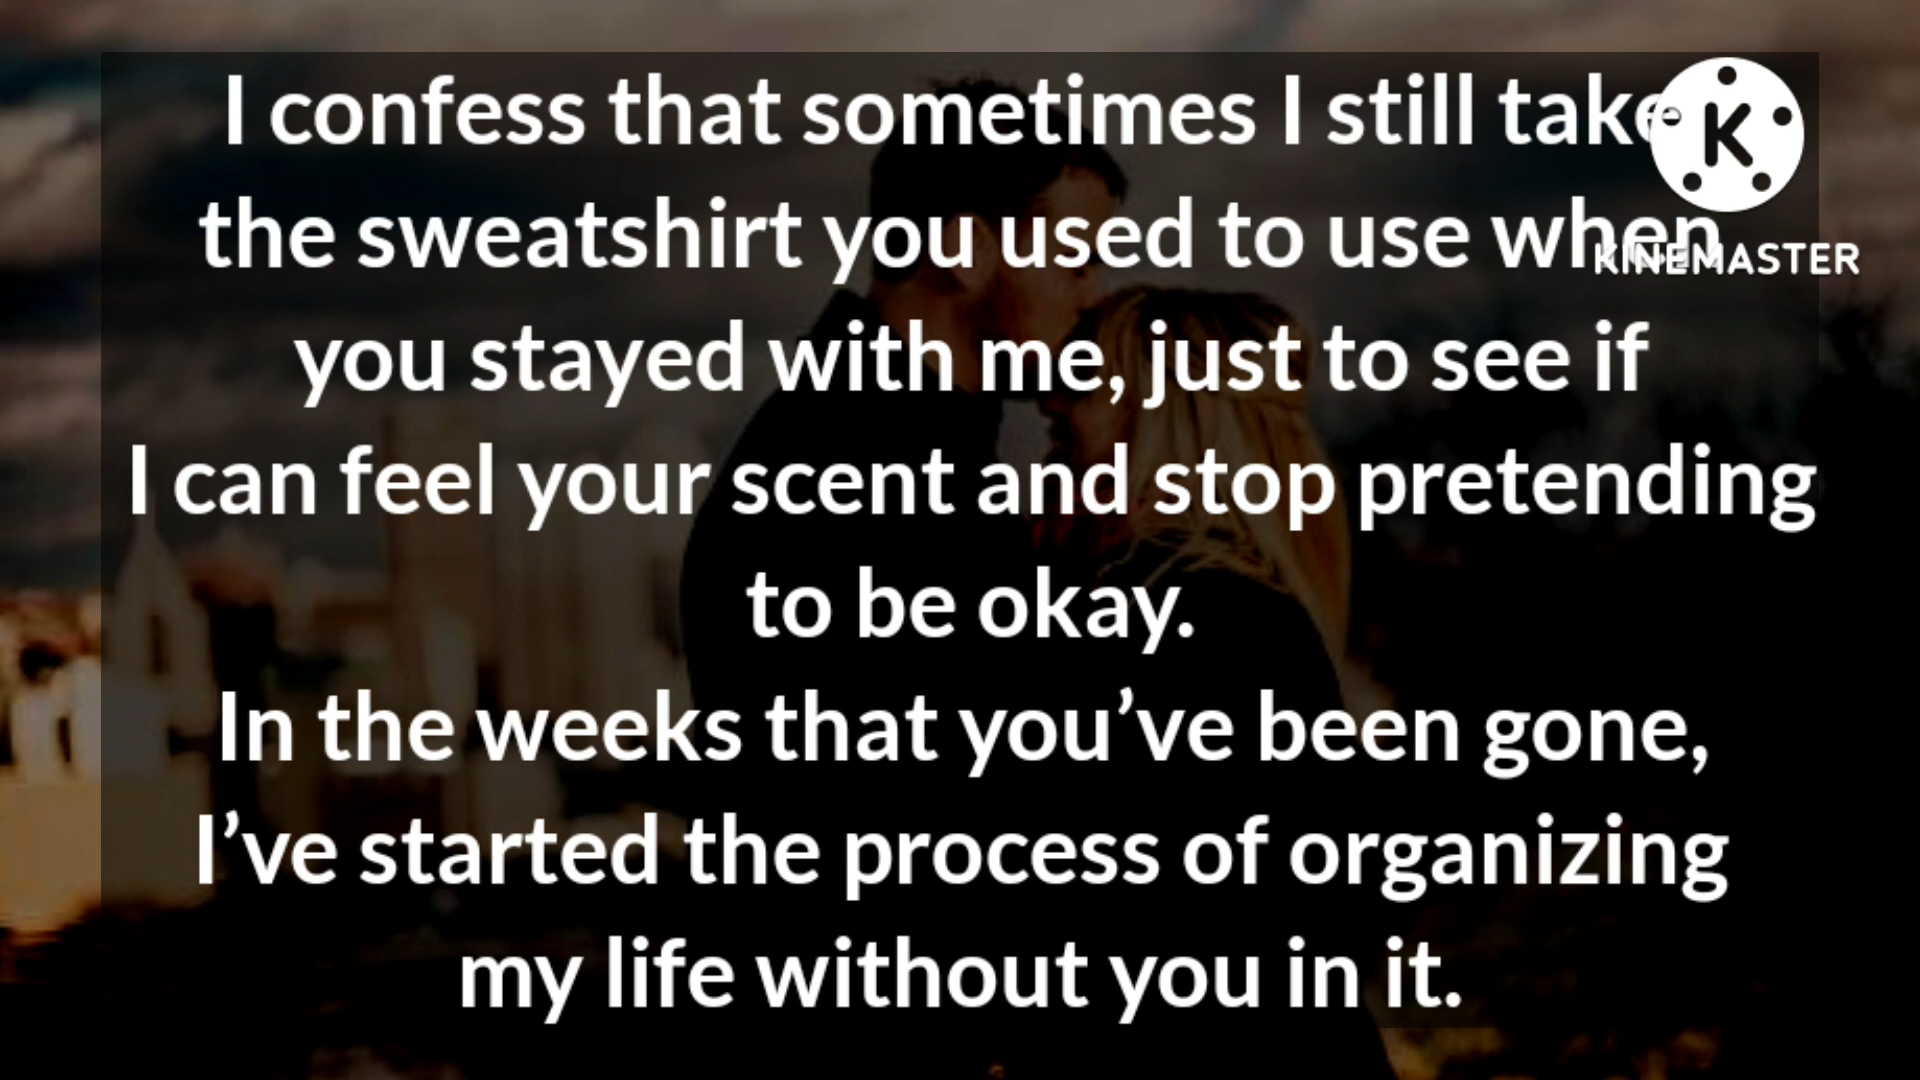 I confess that sometimes I still take
the sweatshirt you used to use when
you stayed with me, just to see if
I can feel your scent and stop pretending
to be okay.
In the weeks that you’ve been gone,
I’ve started the process of organizing
my life without you in it.
K
KINEMASTER